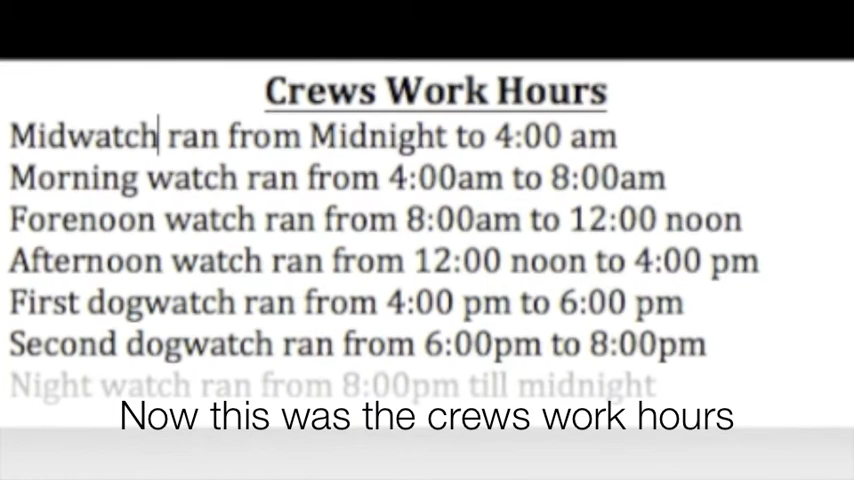 Crews Work Hours
Midwatch ran from Midnight to 4:00 am
Morning watch ran from 4:00am to 8:00am
Forenoon watch ran from 8:00am to 12:00 noon
Afternoon watch ran from 12:00 noon to 4:00 pm
First dogwatch ran from 4:00 pm to 6:00 pm
Second dogwatch ran from 6:00pm to 8:00pm
Night watch ran from 8:00pm till midnight
Now this was the crews work hours